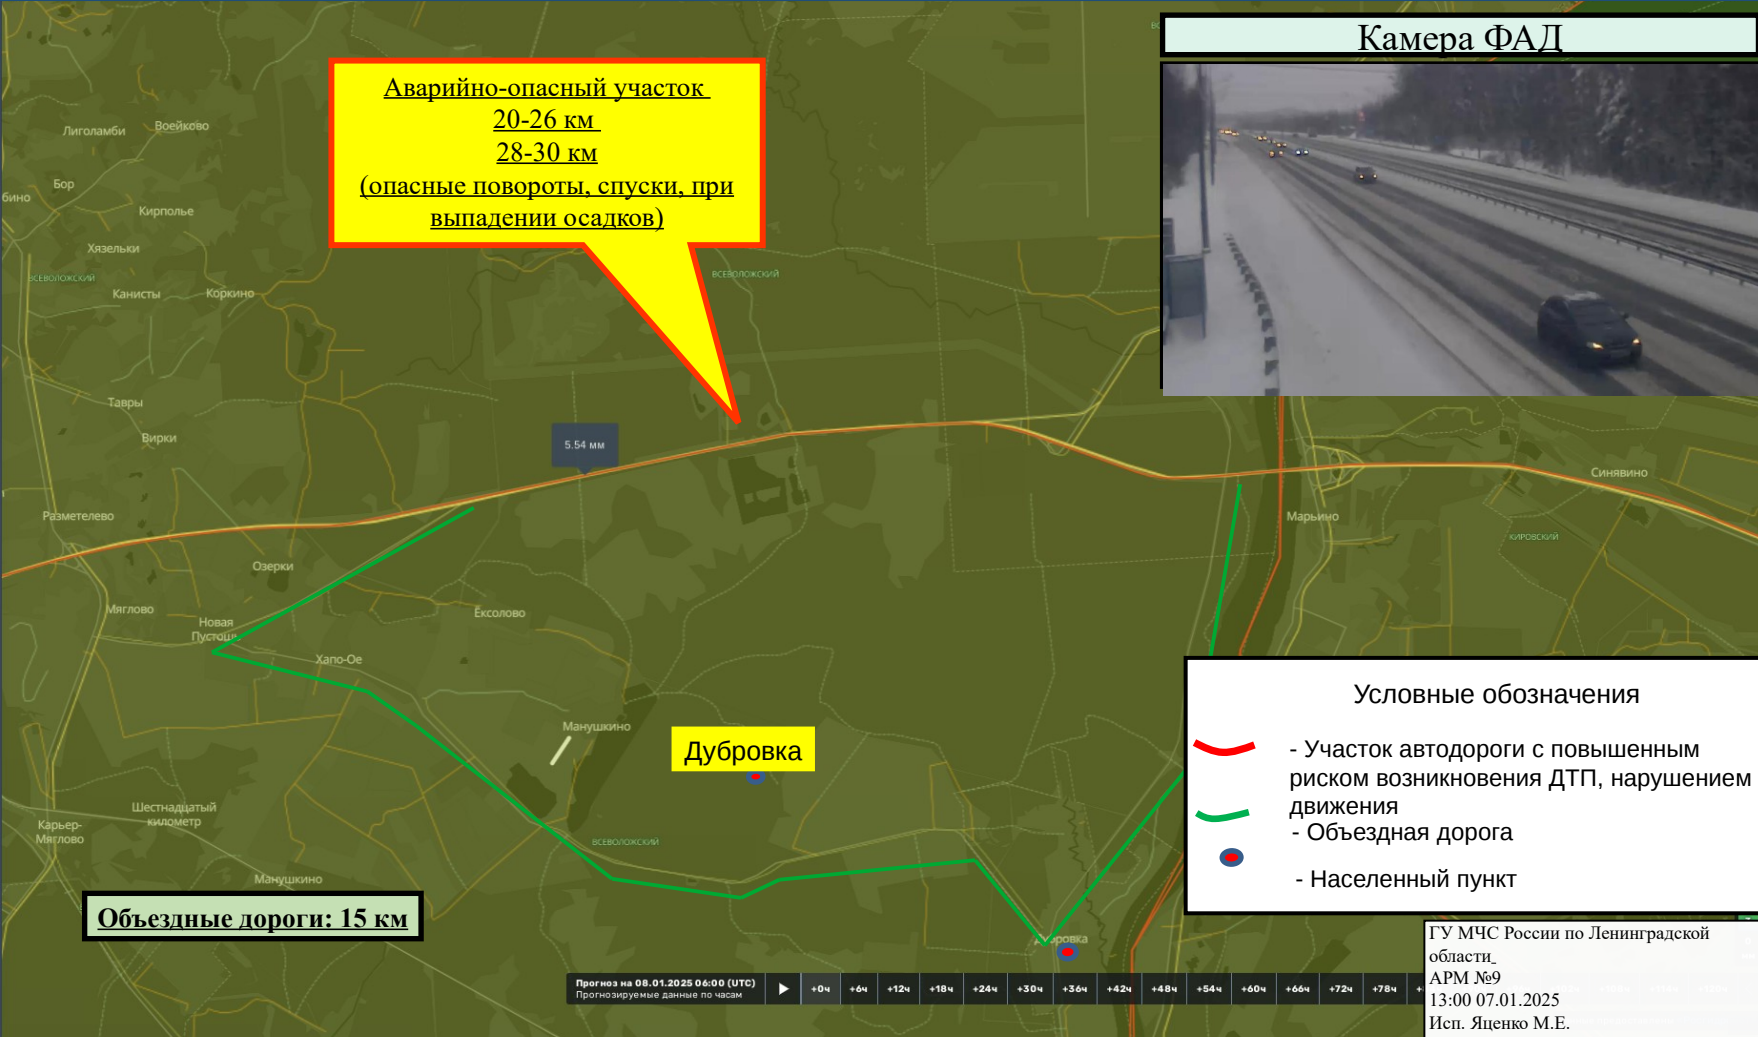 Камера ФАД
Аварийно-опасный участок
20-26 км
28-30 км
(опасные повороты, спуски, при
выпадении осадков)
Лиголамби
Воейково
Бор
бино
Кирполье
Хязельки
ВСЕВОЛОЖСКИЙ
Канисты
Коркино
ВСЕВОЛОЖСКИЙ
Тавры
Вирки
5.54 мм
Синявино
Разметелево
Марьино
КИРОВСКИЙ
Озерки
Мяглово
Новая
Пустошь
Ёксолово
Хапо-Ое
Манушкино
Дубровка
Условные обозначения
- Участок автодороги с повышенным
риском возникновения ДТП, нарушением
движения
- Объездная дорога
- Населенный пункт
Шестнадцатый
километр
Карьер-
Мяглово
ВСЕВОЛОЖСКИЙ
Манушкино
Объездные дороги: 15 км
Дубровка
Прогноз на 08.01.2025 06:00 (UTC)
Прогнозируемые данные по часам
+0ч +6ч +12ч +18ч +24ч +30ч +36ч +42ч +48ч +54ч +60ч +66ч +72ч +78ч
ГУ МЧС России по Ленинградской
области
АРМ №9
13:00 07.01.2025
Исп. Яценко М.Е.